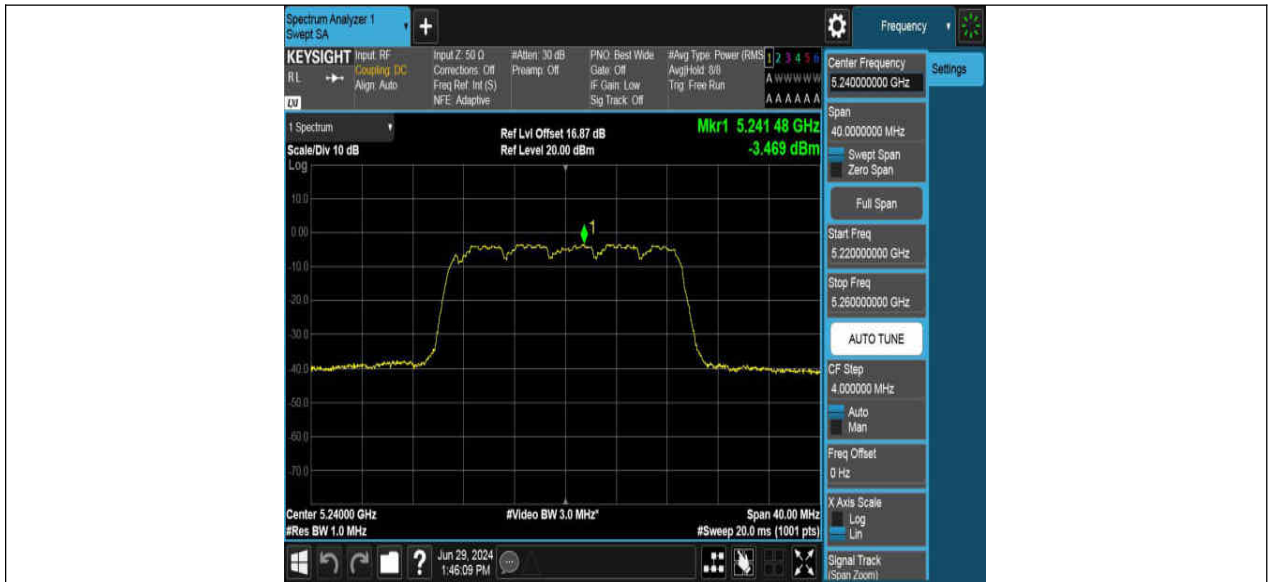 Spectrum Analyzer 1
Swept SA
+
Frequency
KEYSIGHT
RL
Input: RF
Coupling: DC
Align: Auto
Input Z: 50 Ω
Corrections: Off
Freq Ref: Int (S)
NFE: Adaptive
#Atten: 30 dB
Preamp: Off
PNO: Best Wide
Gate: Off
IF Gain: Low
Sig Track: Off
#Avg Type: Power (RMS
Avg|Hold: 8/8
Trig: Free Run
1 2 3 4 5 6
A W W W W W
A A A A A A
LXI
1 Spectrum
Scale/Div 10 dB
Log
Ref Lvl Offset 16.87 dB
Ref Level 20.00 dBm
Mkr1 5.241 48 GHz
-3.469 dBm
10.0
0.00
-10.0
-20.0
-30.0
-40.0
-50.0
-60.0
-70.0
1
Center 5.24000 GHz
#Res BW 1.0 MHz
#Video BW 3.0 MHz*
Span 40.00 MHz
#Sweep 20.0 ms (1001 pts)
?
Jun 29, 2024
1:46:09 PM
Center Frequency
5.240000000 GHz
Settings
Span
40.0000000 MHz
Swept Span
Zero Span
Full Span
Start Freq
5.220000000 GHz
Stop Freq
5.260000000 GHz
AUTO TUNE
CF Step
4.000000 MHz
Auto
Man
Freq Offset
0 Hz
X Axis Scale
Log
Lin
Signal Track
(Span Zoom)